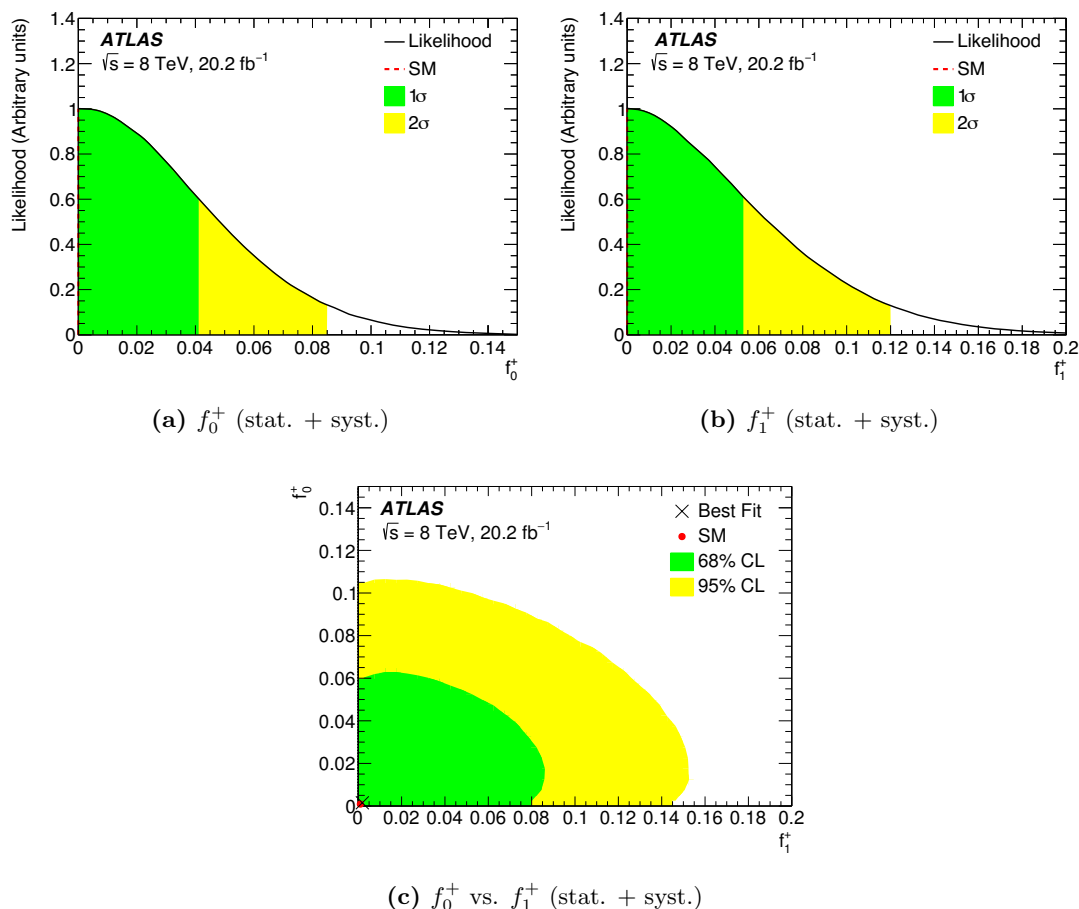 Likelihood (Arbitrary units)
1.4
1.2
1
0.8
0.6
0.4
0.2
0
ATLAS
√s = 8 TeV, 20.2 fb⁻¹
Likelihood
SM
1σ
2σ
0 0.02 0.04 0.06 0.08 0.1 0.12 0.14
f₀⁺
(a) f₀⁺ (stat. + syst.)
Likelihood (Arbitrary units)
1.4
1.2
1
0.8
0.6
0.4
0.2
0
ATLAS
√s = 8 TeV, 20.2 fb⁻¹
Likelihood
SM
1σ
2σ
0 0.02 0.04 0.06 0.08 0.1 0.12 0.14 0.16 0.18 0.2
f₁⁺
(b) f₁⁺ (stat. + syst.)
f₀⁺
0.14
0.12
0.1
0.08
0.06
0.04
0.02
0
ATLAS
√s = 8 TeV, 20.2 fb⁻¹
Best Fit
SM
68% CL
95% CL
0 0.02 0.04 0.06 0.08 0.1 0.12 0.14 0.16 0.18 0.2
f₁⁺
(c) f₀⁺ vs. f₁⁺ (stat. + syst.)